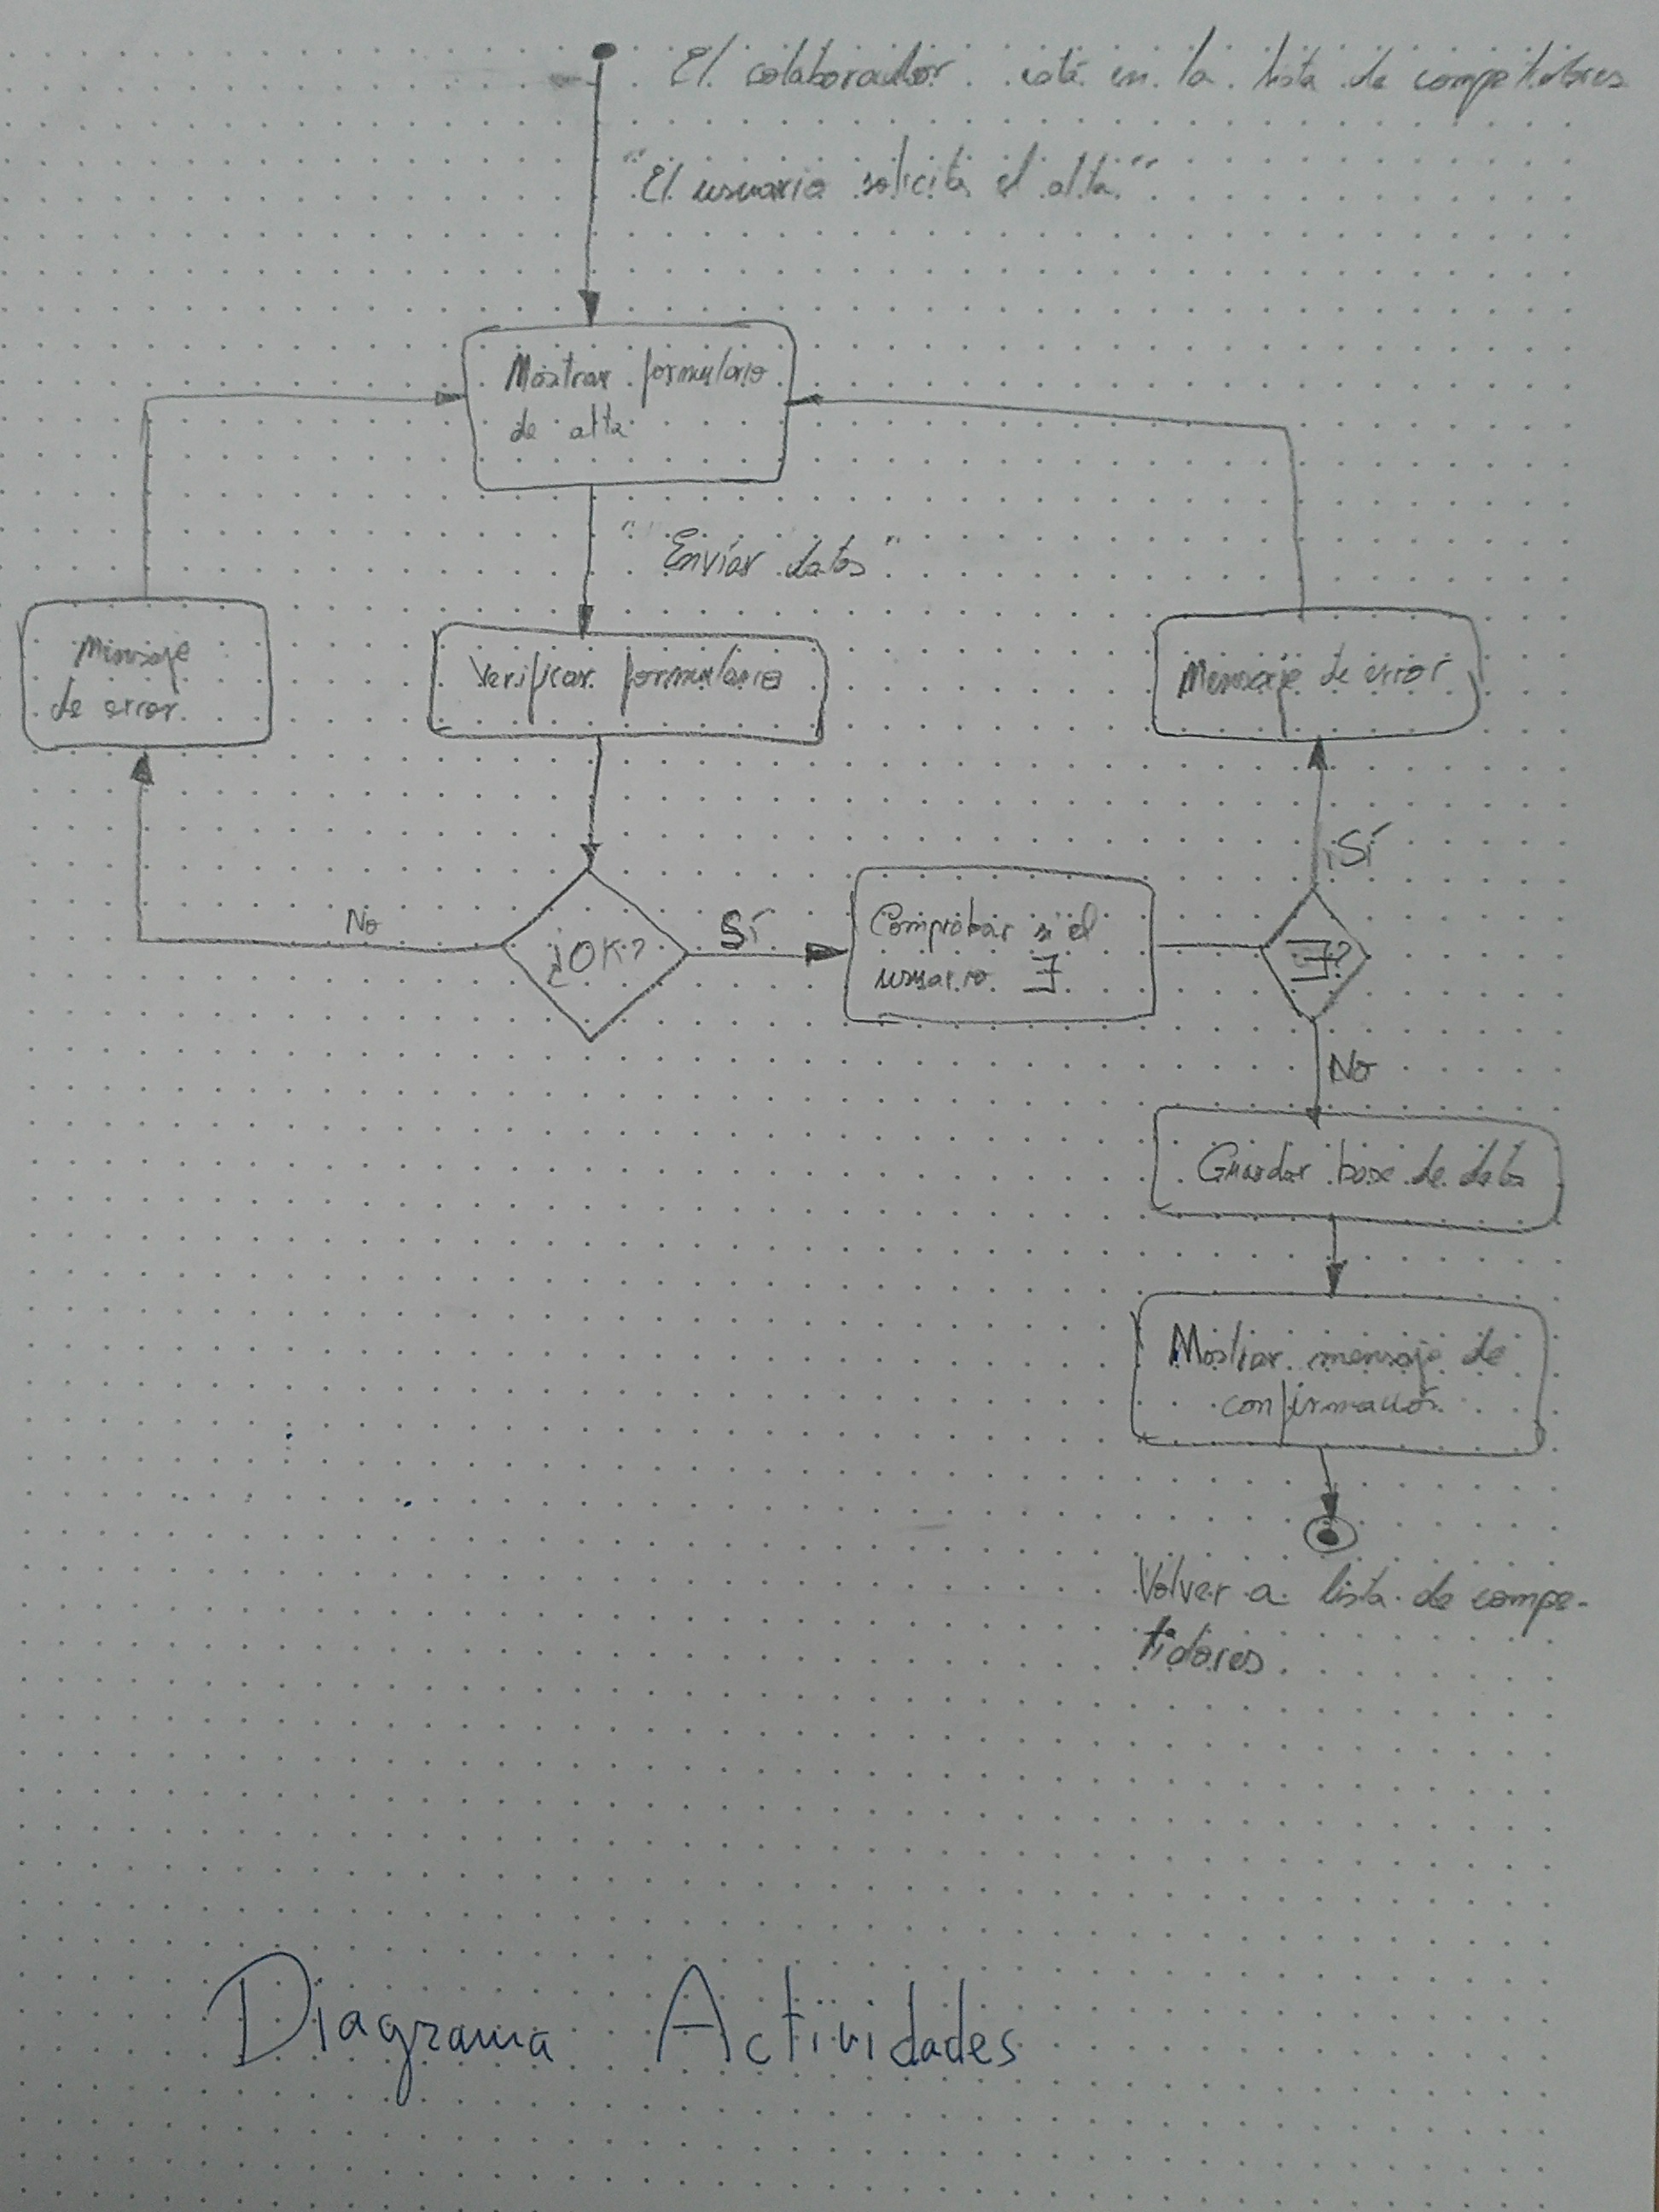 El colaborador está en la lista de competidores
"El usuario solicita el alta"
Mostrar formulario
de alta
"Enviar datos"
Mensaje
de error
Verificar formulario
Mensaje de error
Sí
No
¿OK?
Sí
Comprobar si el
usuario ∃
∃?
No
Guardar base de datos
Mostrar mensaje de
confirmación
Volver a lista de compe-
tidores
Diagrama Actividades